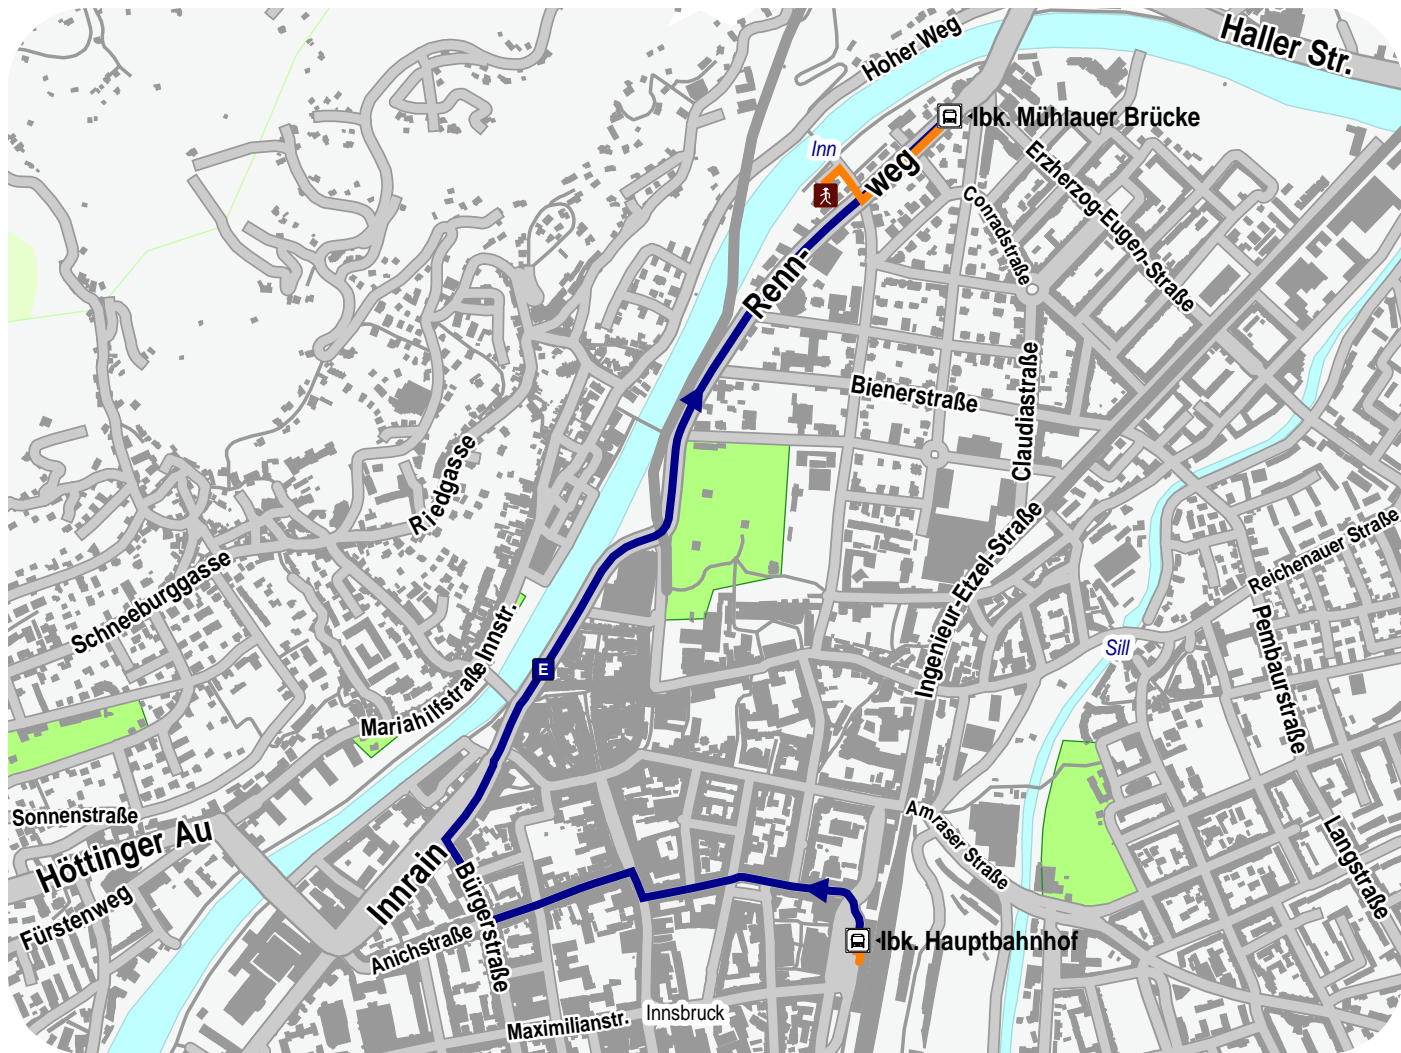 Haller Str.
Hoher Weg
Ibk. Mühlauer Brücke
Inn
Erzherzog-Eugen-Straße
weg
Conradstraße
Renn-
Claudiastraße
Bienerstraße
Riedgasse
Ingenieur-Etzel-Straße
Reichenauer Straße
Schneeburggasse
Innstr.
Pembaurstraße
Sill
E
Mariahilfstraße
Sonnenstraße
Höttinger Au
Amraser Straße
Langstraße
Innrain
Bürgerstraße
Fürstenweg
Anichstraße
Ibk. Hauptbahnhof
Innsbruck
Maximilianstr.